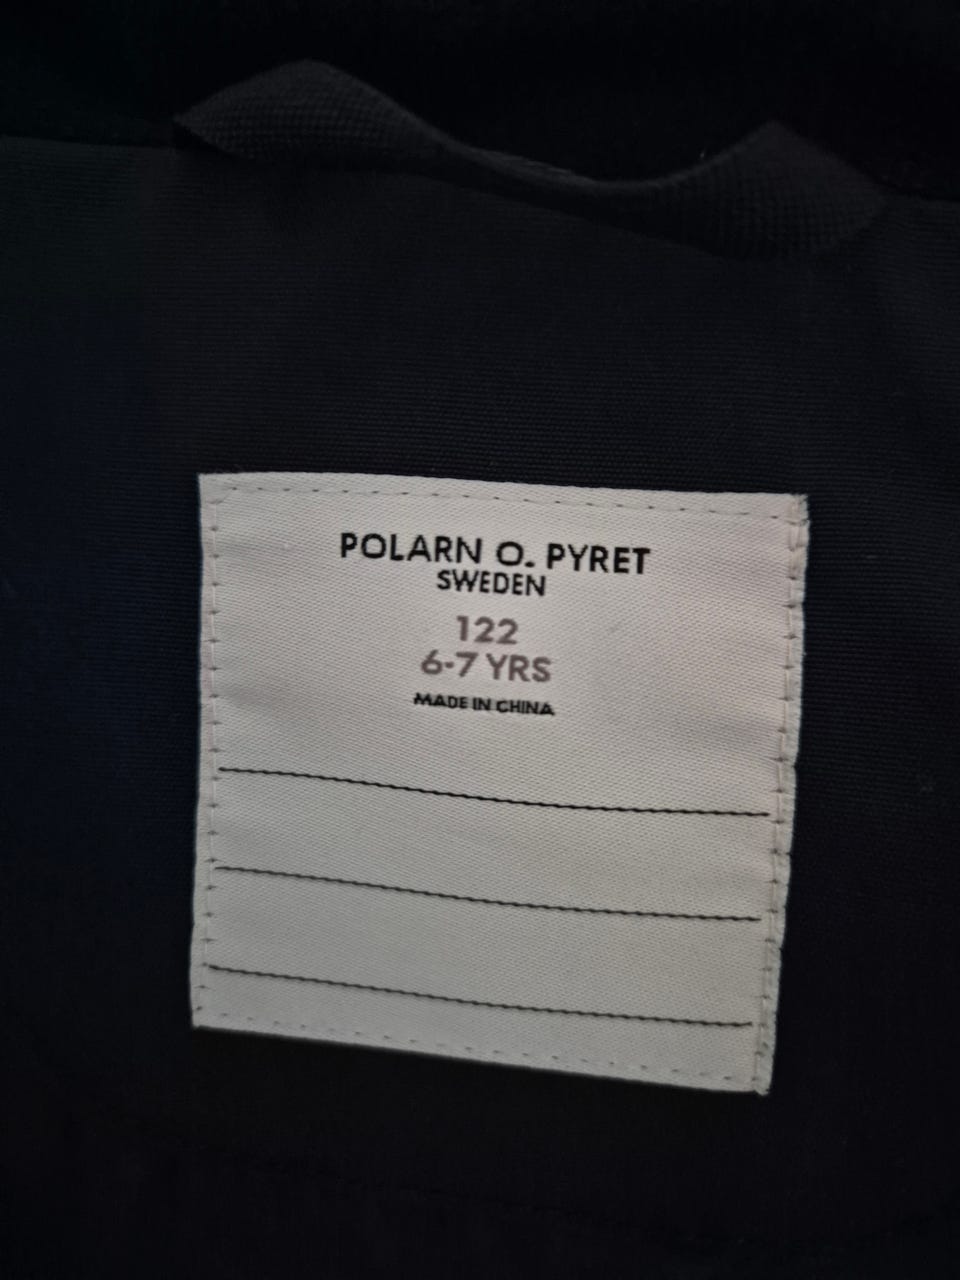 POLARN O. PYRET
SWEDEN
122
6-7 YRS
MADE IN CHINA